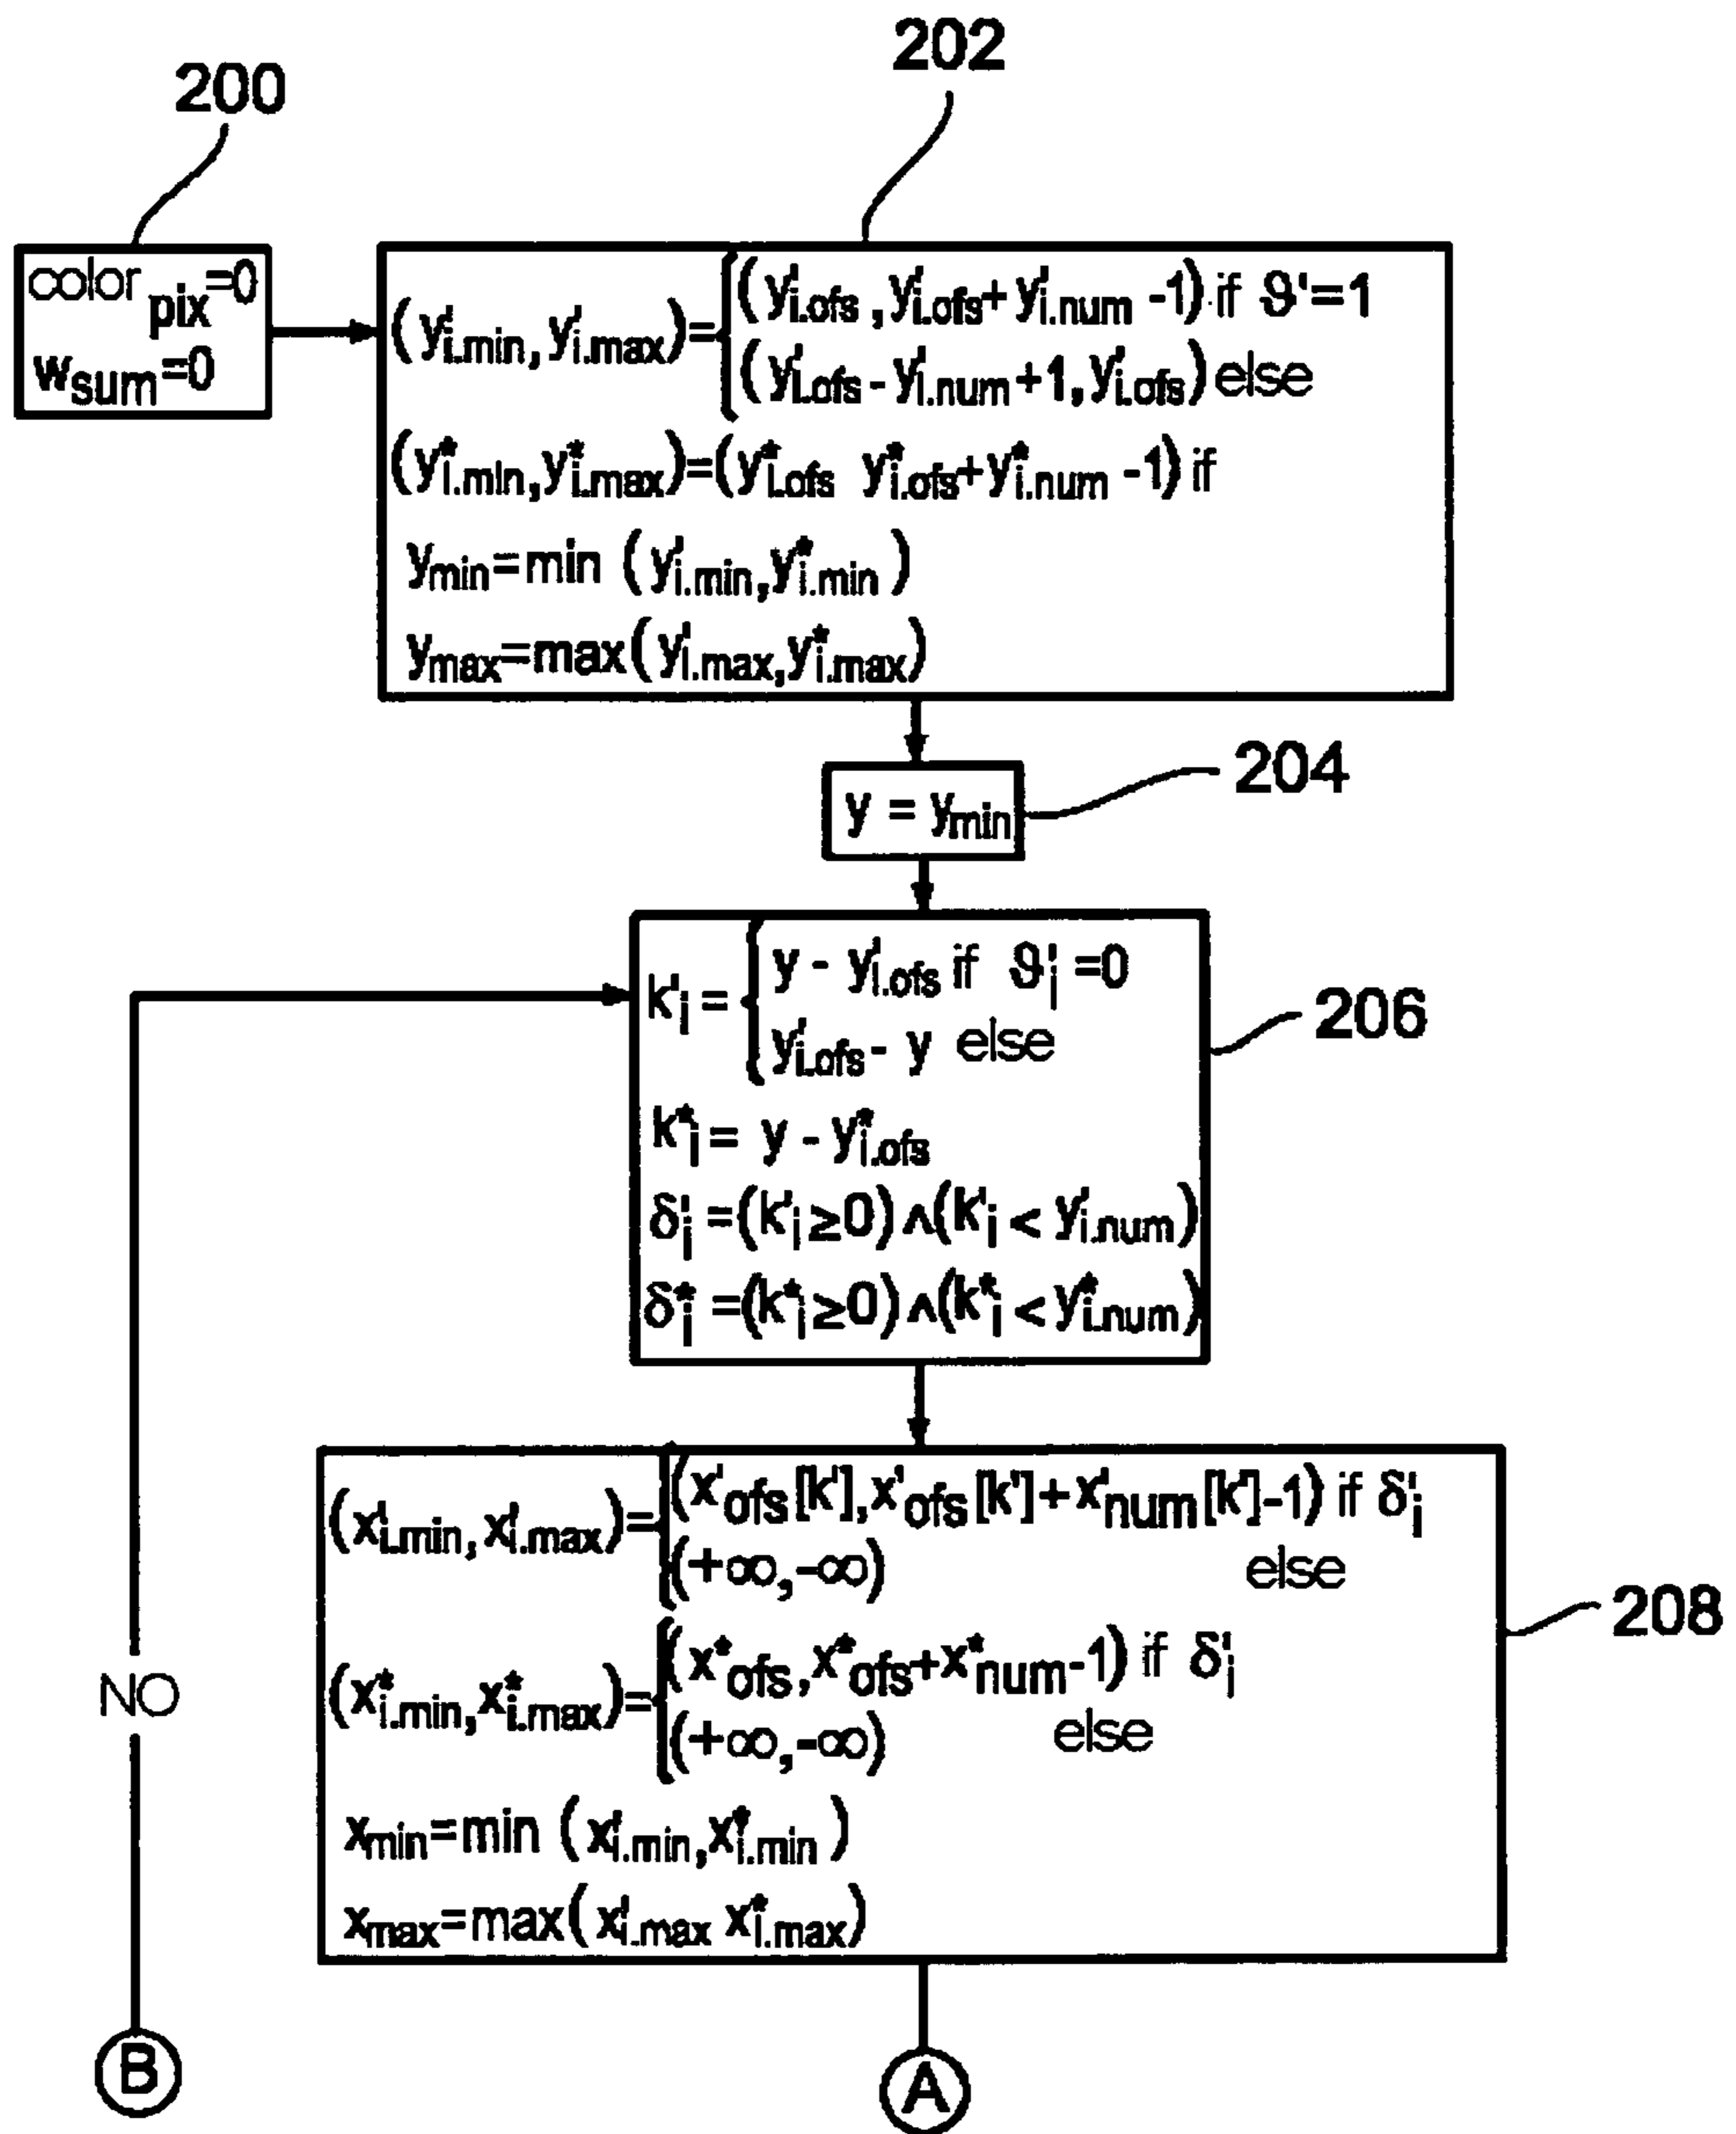 200
202
color pix=0
wsum=0
(y'i.min, y'i.max)={(y'i.ofs, y'i.ofs+y'i.num -1) if ϑ'=1
(y'i.ofs - y'i.num+1, y'i.ofs) else
(y*i.min, y*i.max)=(y*i.ofs y*i.ofs+y*i.num -1) if
ymin=min (y'i.min, y*i.min)
ymax=max(y'i.max, y*i.max)
204
y = ymin
206
k'i={y - y'i.ofs if ϑ'i=0
y'i.ofs - y else
k*i= y - y*i.ofs
δ'i=(k'i≥0)∧(k'i < y'i.num)
δ*i=(k*i≥0)∧(k*i < y*i.num)
208
(x'i.min, x'i.max)={(x'ofs[k'],x'ofs[k']+x'num[k']-1) if δ'i
(+∞,-∞) else
(x*i.min, x*i.max)={(x*ofs,x*ofs+x*num-1) if δ'i
(+∞,-∞) else
xmin=min (x'i.min, x*i.min)
xmax=max(x'i.max x*i.max)
NO
B
A